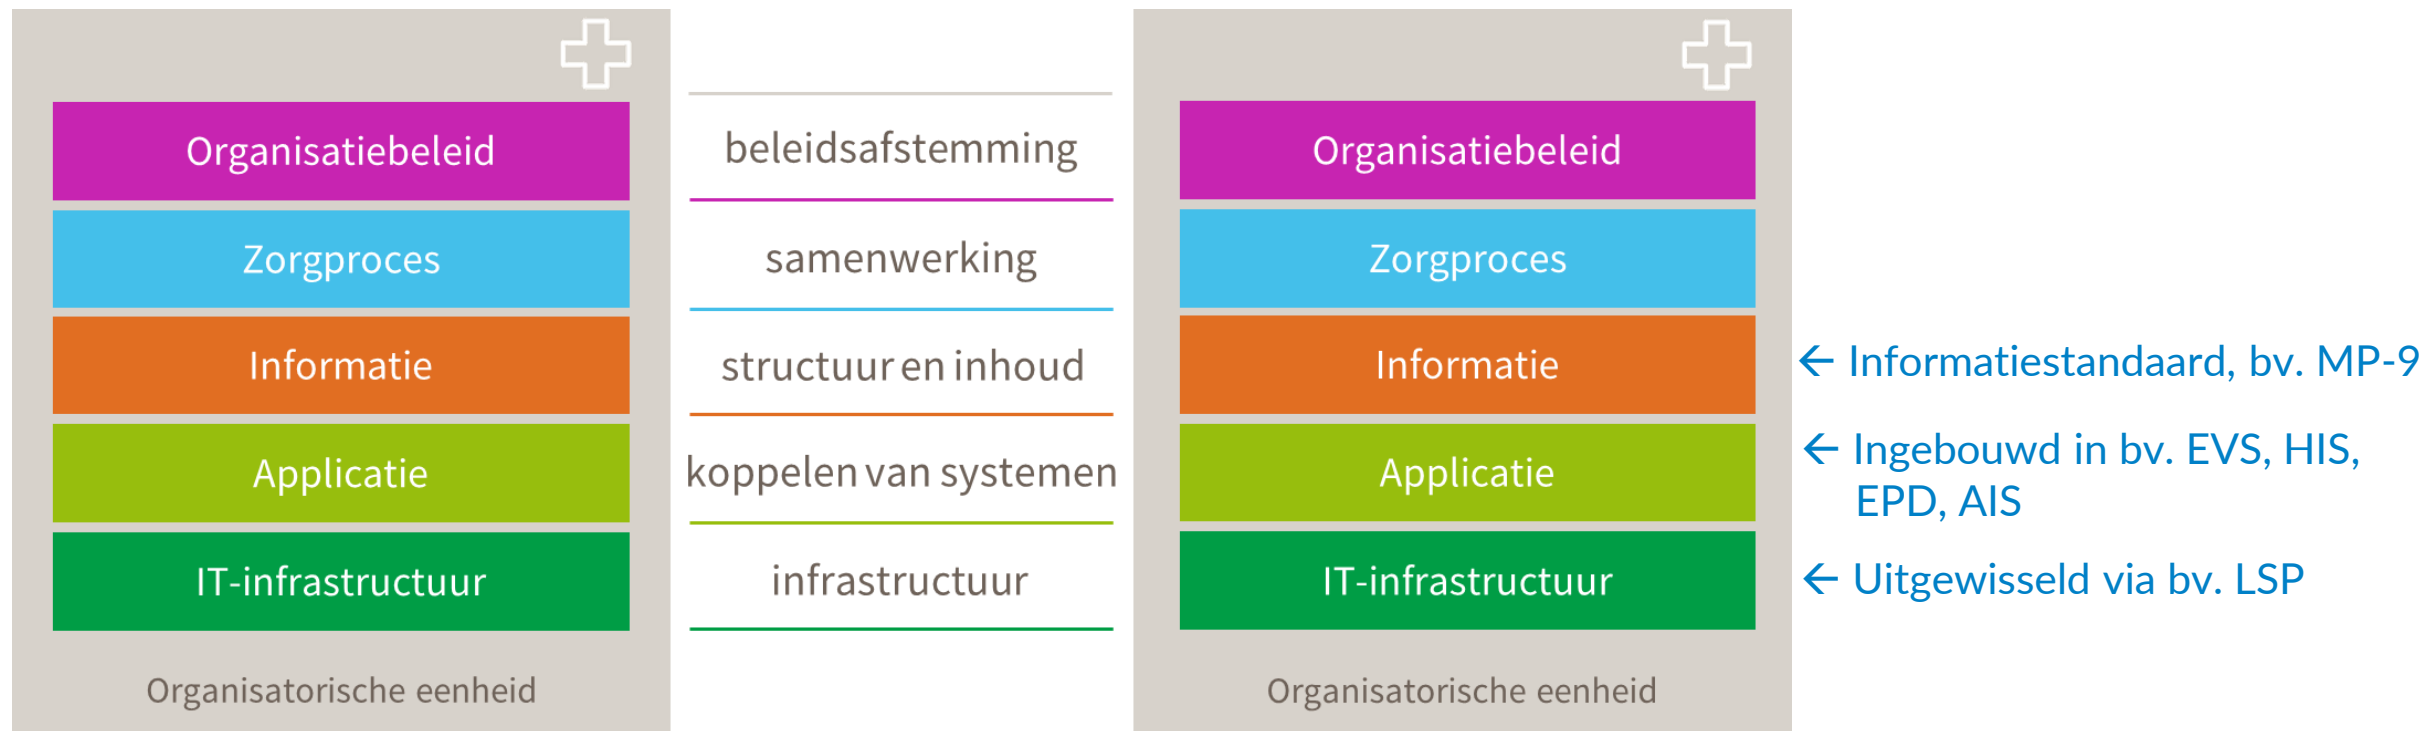 Organisatiebeleid
beleidsafstemming
Organisatiebeleid
Zorgproces
samenwerking
Zorgproces
Informatie
structuur en inhoud
Informatie
← Informatiestandaard, bv. MP-9
Applicatie
koppelen van systemen
Applicatie
← Ingebouwd in bv. EVS, HIS,
EPD, AIS
IT-infrastructuur
infrastructuur
IT-infrastructuur
← Uitgewisseld via bv. LSP
Organisatorische eenheid
Organisatorische eenheid